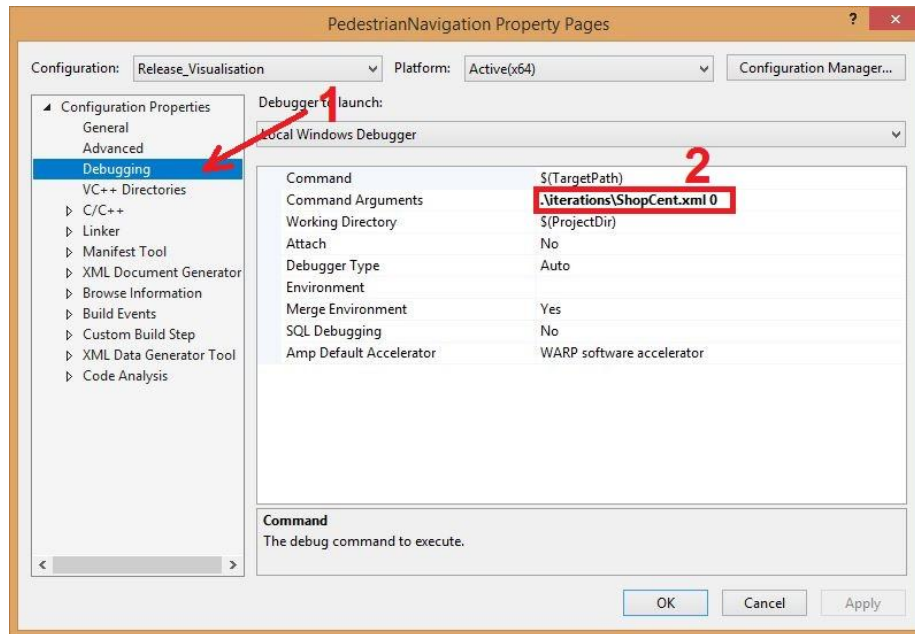 PedestrianNavigation Property Pages
? ×
Configuration: Release_Visualisation Platform: Active(x64) Configuration Manager...
Configuration Properties
General
Advanced
Debugging
VC++ Directories
C/C++
Linker
Manifest Tool
XML Document Generator
Browse Information
Build Events
Custom Build Step
XML Data Generator Tool
Code Analysis
1
Debugger to launch:
Local Windows Debugger
2
Command $(TargetPath)
Command Arguments .\iterations\ShopCent.xml 0
Working Directory $(ProjectDir)
Attach No
Debugger Type Auto
Environment
Merge Environment Yes
SQL Debugging No
Amp Default Accelerator WARP software accelerator
Command
The debug command to execute.
OK Cancel Apply